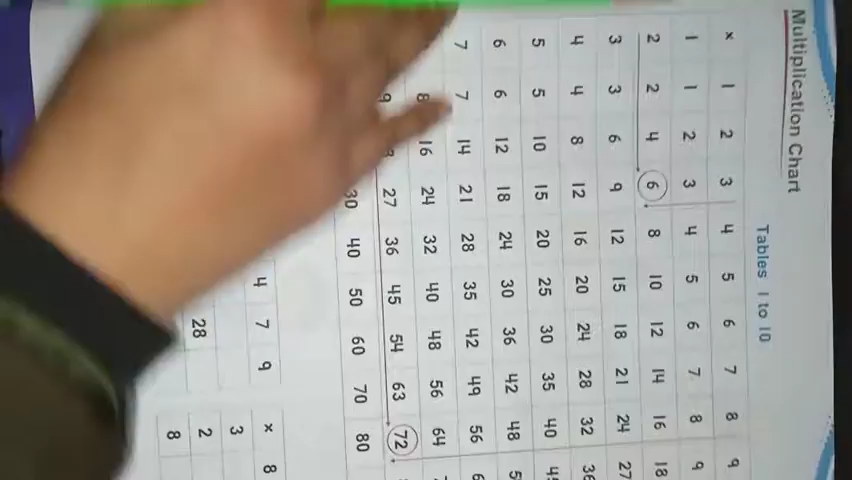 Multiplication Chart
Tables 1 to 10
× 1 2 3 4 5 6 7 8 9
1 1 2 3 4 5 6 7 8 9
2 2 4 6 8 10 12 14 16 18
3 3 6 9 12 15 18 21 24 27
4 4 8 12 16 20 24 28 32 36
5 5 10 15 20 25 30 35 40
6 6 12 18 24 30 36 42 48
7 7 14 21 28 35 42 49 56
8 16 24 32 40 48 56 64
9 27 36 45 54 63 72
30 40 50 60 70 80
4 7 9
28
× 8
3
2
8